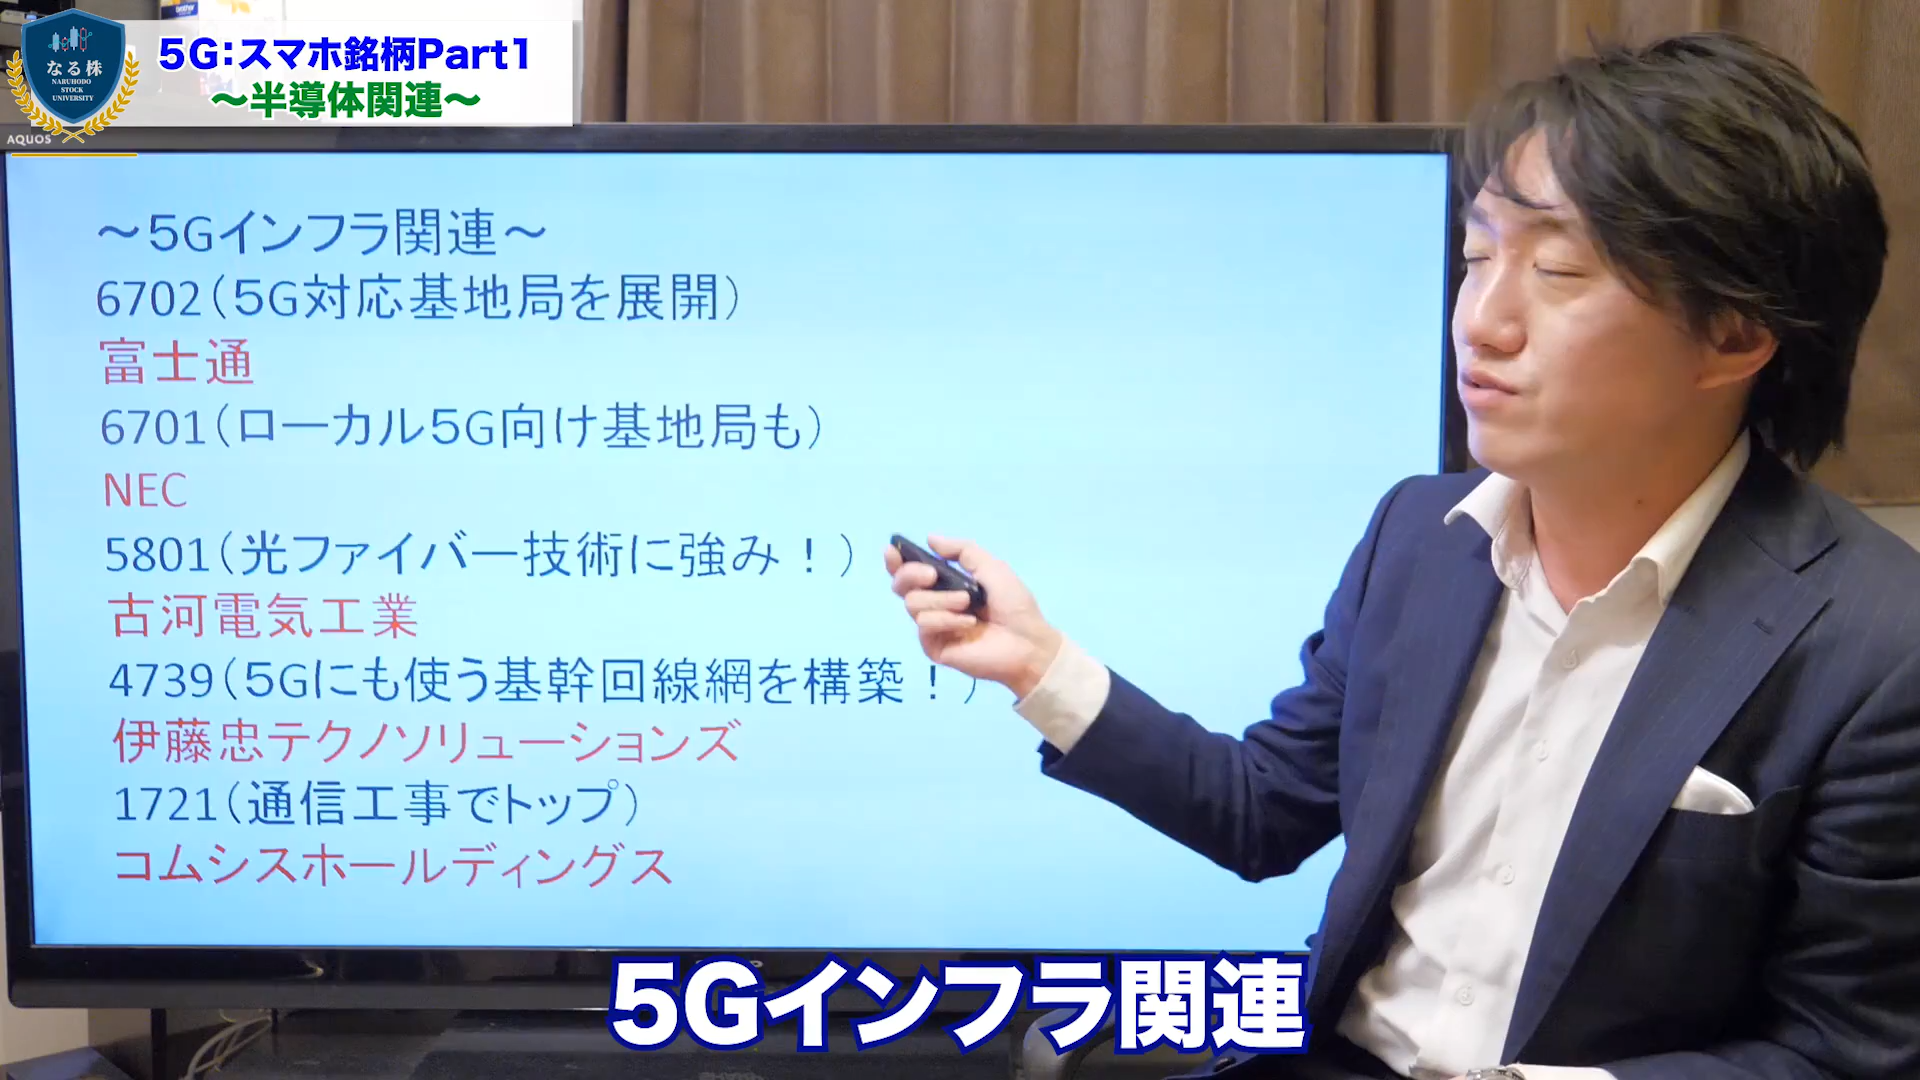 なる株
NARUHODO
STOCK
UNIVERSITY
5G:スマホ銘柄Part1
～半導体関連～
AQUOS
～5Gインフラ関連～
6702(5G対応基地局を展開)
富士通
6701(ローカル5G向け基地局も)
NEC
5801(光ファイバー技術に強み！)
古河電気工業
4739(5Gにも使う基幹回線網を構築！)
伊藤忠テクノソリューションズ
1721(通信工事でトップ)
コムシスホールディングス
5Gインフラ関連